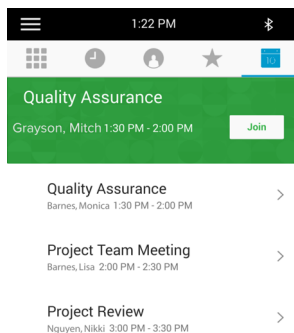 1:22 PM
10
Quality Assurance
Grayson, Mitch 1:30 PM - 2:00 PM
Join
Quality Assurance
Barnes, Monica 1:30 PM - 2:00 PM
Project Team Meeting
Barnes, Lisa 2:00 PM - 2:30 PM
Project Review
Nguyen, Nikki 3:00 PM - 3:30 PM